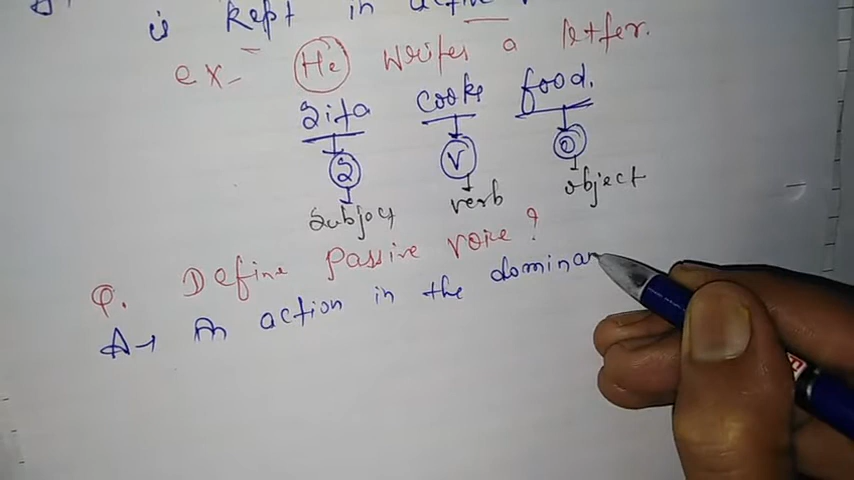 is kept in active
ex- He writes a letter.
Sita cooks food.
S V O
Subject verb object
Q. Define Passive voice?
A→ An action in the dominan